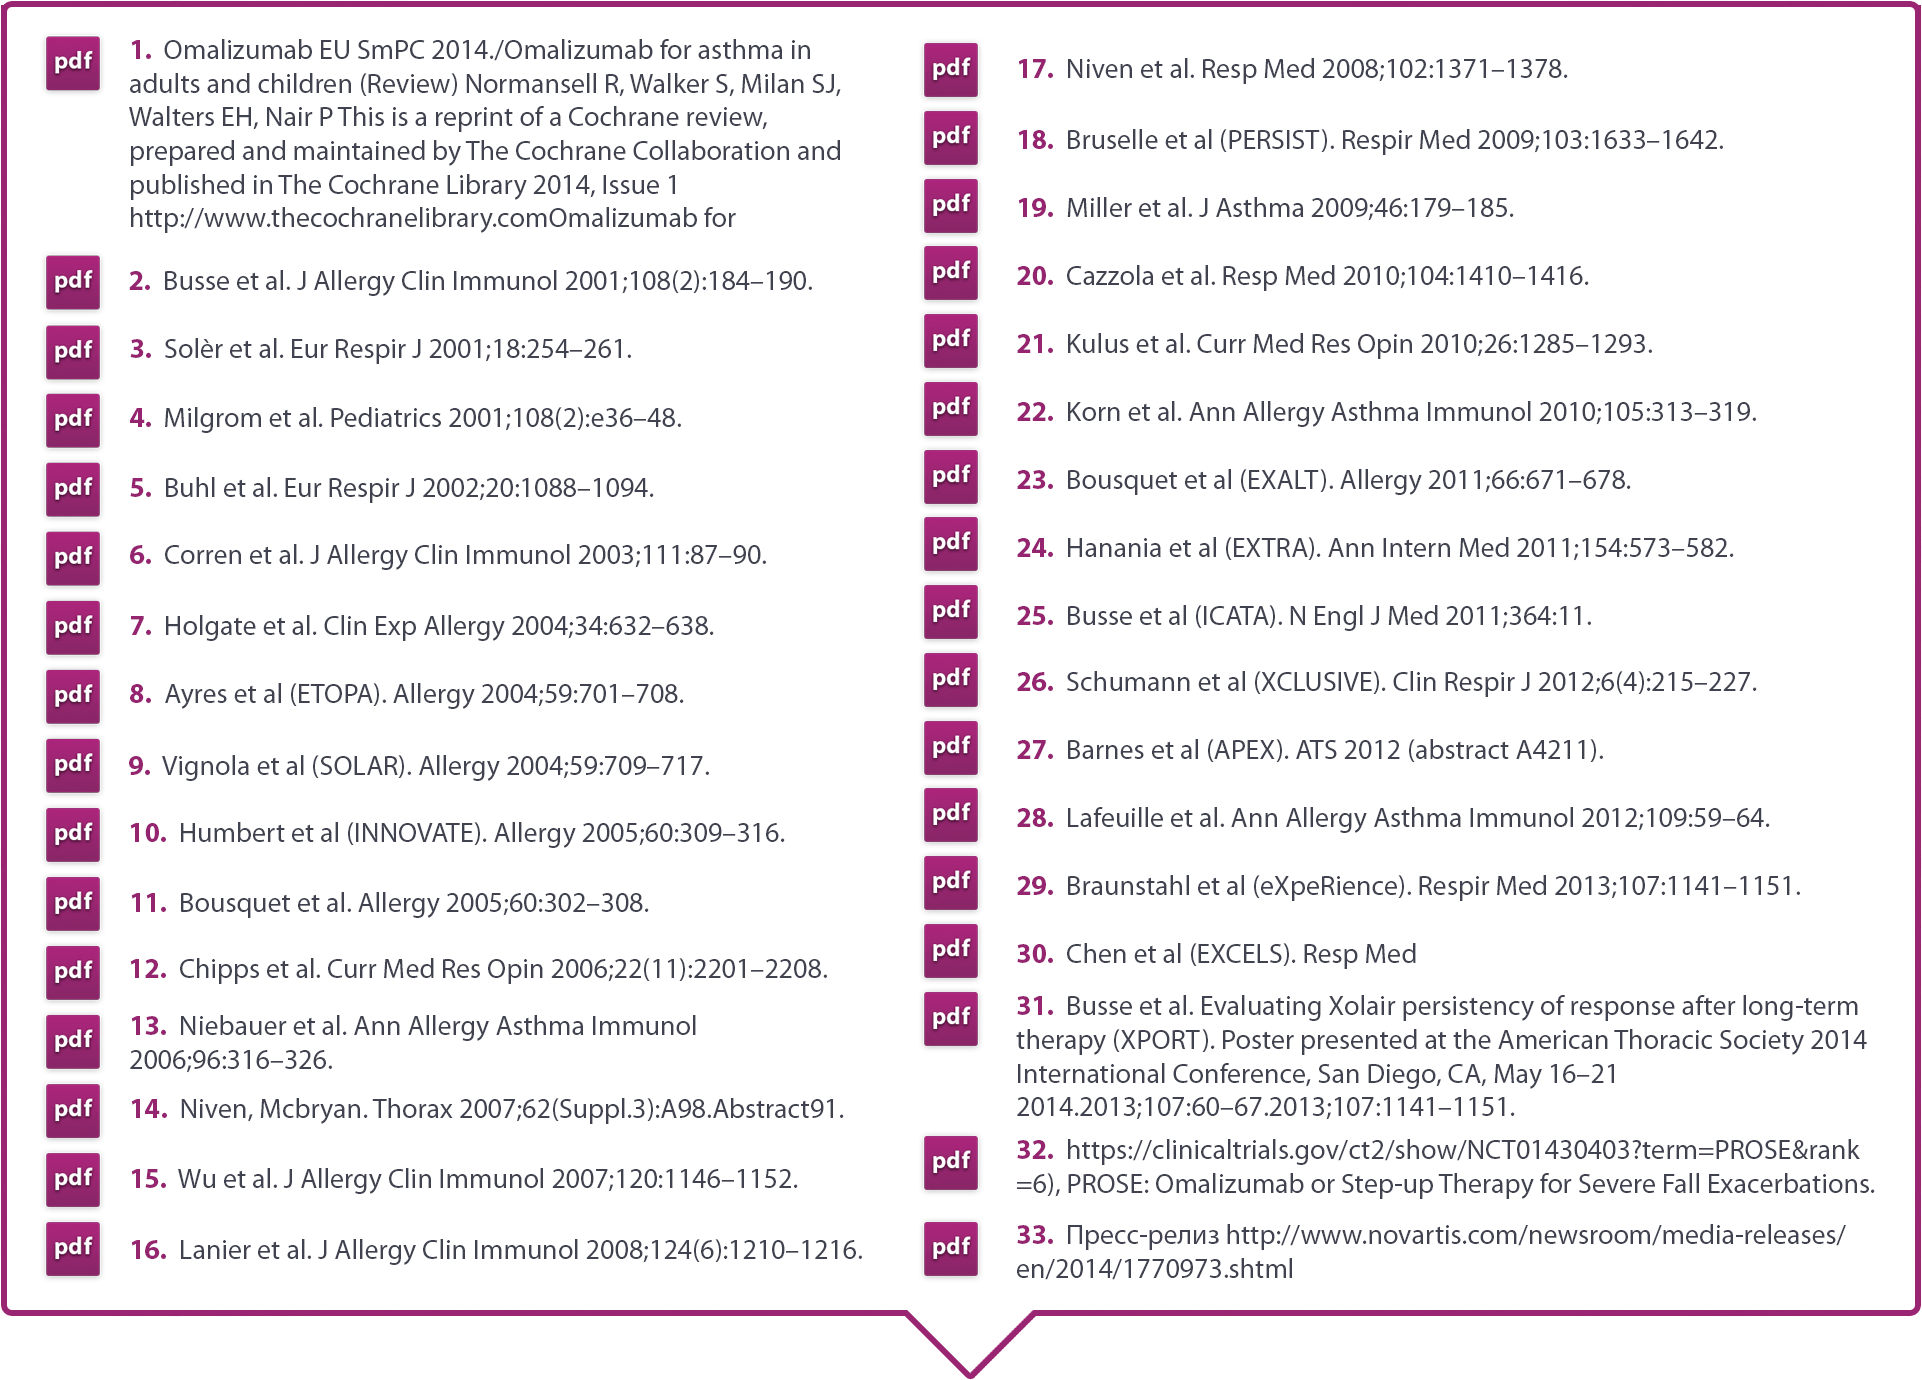 pdf 1. Omalizumab EU SmPC 2014./Omalizumab for asthma in
adults and children (Review) Normansell R, Walker S, Milan SJ,
Walters EH, Nair P This is a reprint of a Cochrane review,
prepared and maintained by The Cochrane Collaboration and
published in The Cochrane Library 2014, Issue 1
http://www.thecochranelibrary.comOmalizumab for
pdf 2. Busse et al. J Allergy Clin Immunol 2001;108(2):184–190.
pdf 3. Solèr et al. Eur Respir J 2001;18:254–261.
pdf 4. Milgrom et al. Pediatrics 2001;108(2):e36–48.
pdf 5. Buhl et al. Eur Respir J 2002;20:1088–1094.
pdf 6. Corren et al. J Allergy Clin Immunol 2003;111:87–90.
pdf 7. Holgate et al. Clin Exp Allergy 2004;34:632–638.
pdf 8. Ayres et al (ETOPA). Allergy 2004;59:701–708.
pdf 9. Vignola et al (SOLAR). Allergy 2004;59:709–717.
pdf 10. Humbert et al (INNOVATE). Allergy 2005;60:309–316.
pdf 11. Bousquet et al. Allergy 2005;60:302–308.
pdf 12. Chipps et al. Curr Med Res Opin 2006;22(11):2201–2208.
pdf 13. Niebauer et al. Ann Allergy Asthma Immunol
2006;96:316–326.
pdf 14. Niven, Mcbryan. Thorax 2007;62(Suppl.3):A98.Abstract91.
pdf 15. Wu et al. J Allergy Clin Immunol 2007;120:1146–1152.
pdf 16. Lanier et al. J Allergy Clin Immunol 2008;124(6):1210–1216.
pdf 17. Niven et al. Resp Med 2008;102:1371–1378.
pdf 18. Bruselle et al (PERSIST). Respir Med 2009;103:1633–1642.
pdf 19. Miller et al. J Asthma 2009;46:179–185.
pdf 20. Cazzola et al. Resp Med 2010;104:1410–1416.
pdf 21. Kulus et al. Curr Med Res Opin 2010;26:1285–1293.
pdf 22. Korn et al. Ann Allergy Asthma Immunol 2010;105:313–319.
pdf 23. Bousquet et al (EXALT). Allergy 2011;66:671–678.
pdf 24. Hanania et al (EXTRA). Ann Intern Med 2011;154:573–582.
pdf 25. Busse et al (ICATA). N Engl J Med 2011;364:11.
pdf 26. Schumann et al (XCLUSIVE). Clin Respir J 2012;6(4):215–227.
pdf 27. Barnes et al (APEX). ATS 2012 (abstract A4211).
pdf 28. Lafeuille et al. Ann Allergy Asthma Immunol 2012;109:59–64.
pdf 29. Braunstahl et al (eXpeRience). Respir Med 2013;107:1141–1151.
pdf 30. Chen et al (EXCELS). Resp Med
pdf 31. Busse et al. Evaluating Xolair persistency of response after long-term
therapy (XPORT). Poster presented at the American Thoracic Society 2014
International Conference, San Diego, CA, May 16–21
2014.2013;107:60–67.2013;107:1141–1151.
pdf 32. https://clinicaltrials.gov/ct2/show/NCT01430403?term=PROSE&rank
=6), PROSE: Omalizumab or Step-up Therapy for Severe Fall Exacerbations.
pdf 33. Пресс-релиз http://www.novartis.com/newsroom/media-releases/
en/2014/1770973.shtml